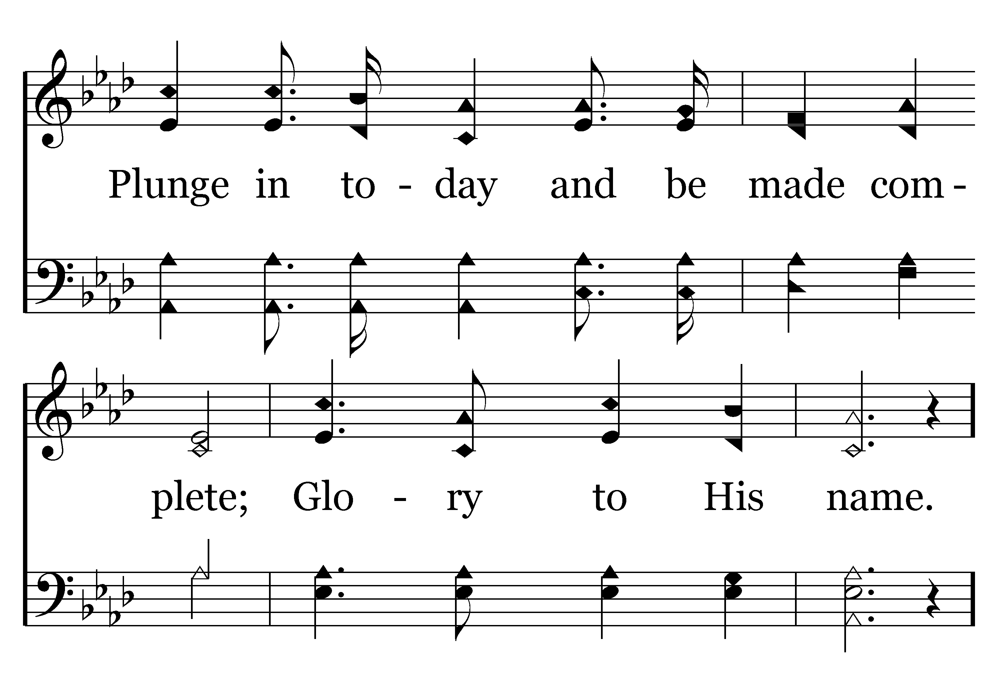 Plunge in to - day and be made com -
plete; Glo - ry to His name.